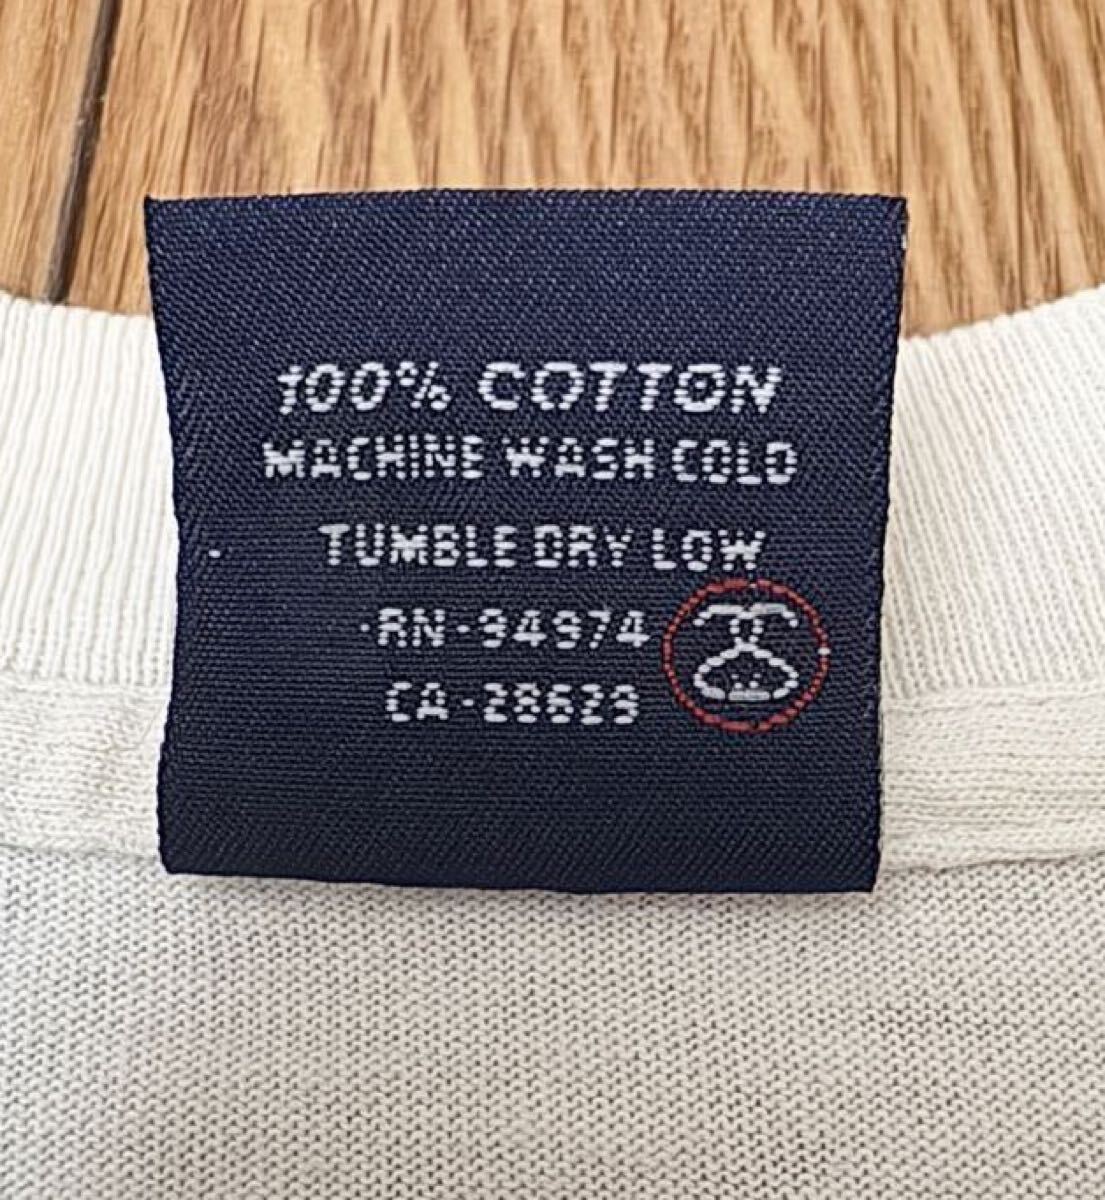 100% COTTON
MACHINE WASH COLD
TUMBLE DRY LOW
·RN-94974
CA-28629